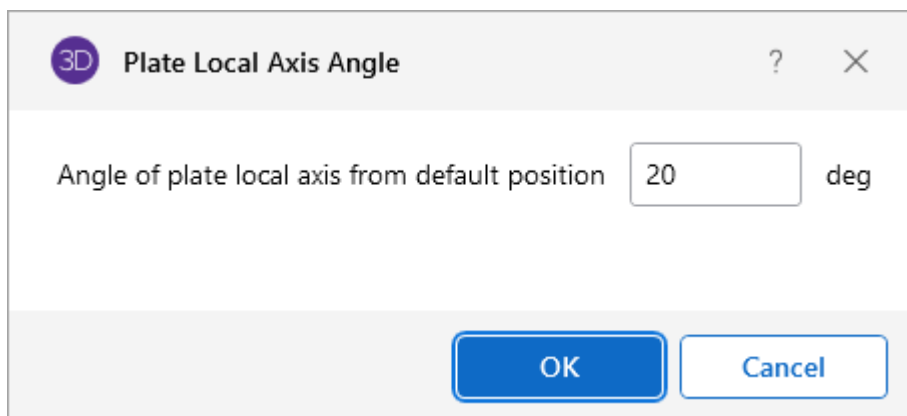 3D Plate Local Axis Angle ?
Angle of plate local axis from default position 20 deg
OK Cancel